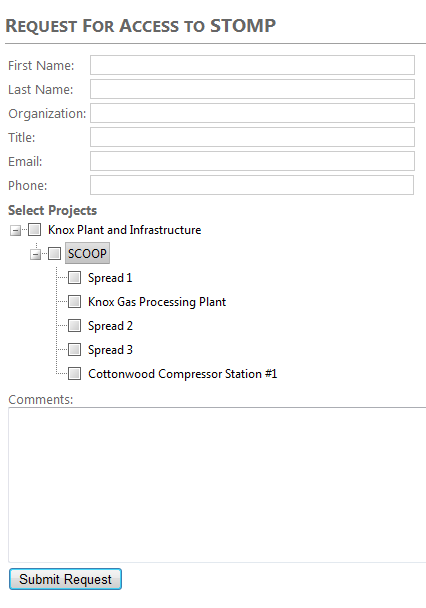 Request For Access to STOMP
First Name:
Last Name:
Organization:
Title:
Email:
Phone:
Select Projects
Knox Plant and Infrastructure
SCOOP
Spread 1
Knox Gas Processing Plant
Spread 2
Spread 3
Cottonwood Compressor Station #1
Comments:
Submit Request